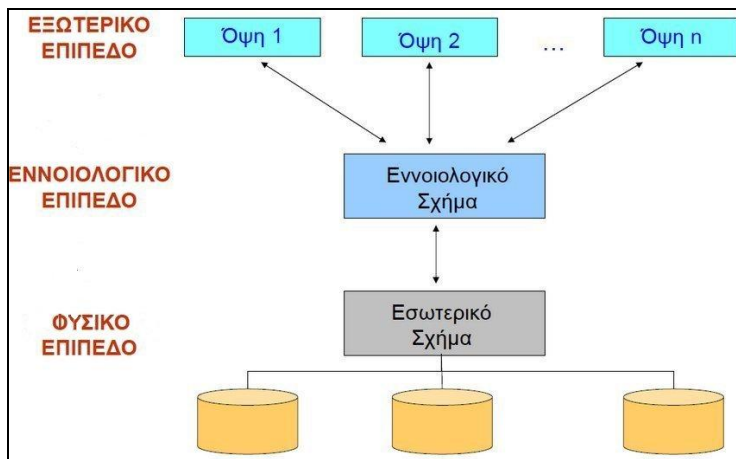 ΕΞΩΤΕΡΙΚΟ
ΕΠΙΠΕΔΟ
Όψη 1
Όψη 2
...
Όψη n
ΕΝΝΟΙΟΛΟΓΙΚΟ
ΕΠΙΠΕΔΟ
Εννοιολογικό
Σχήμα
ΦΥΣΙΚΟ
ΕΠΙΠΕΔΟ
Εσωτερικό
Σχήμα